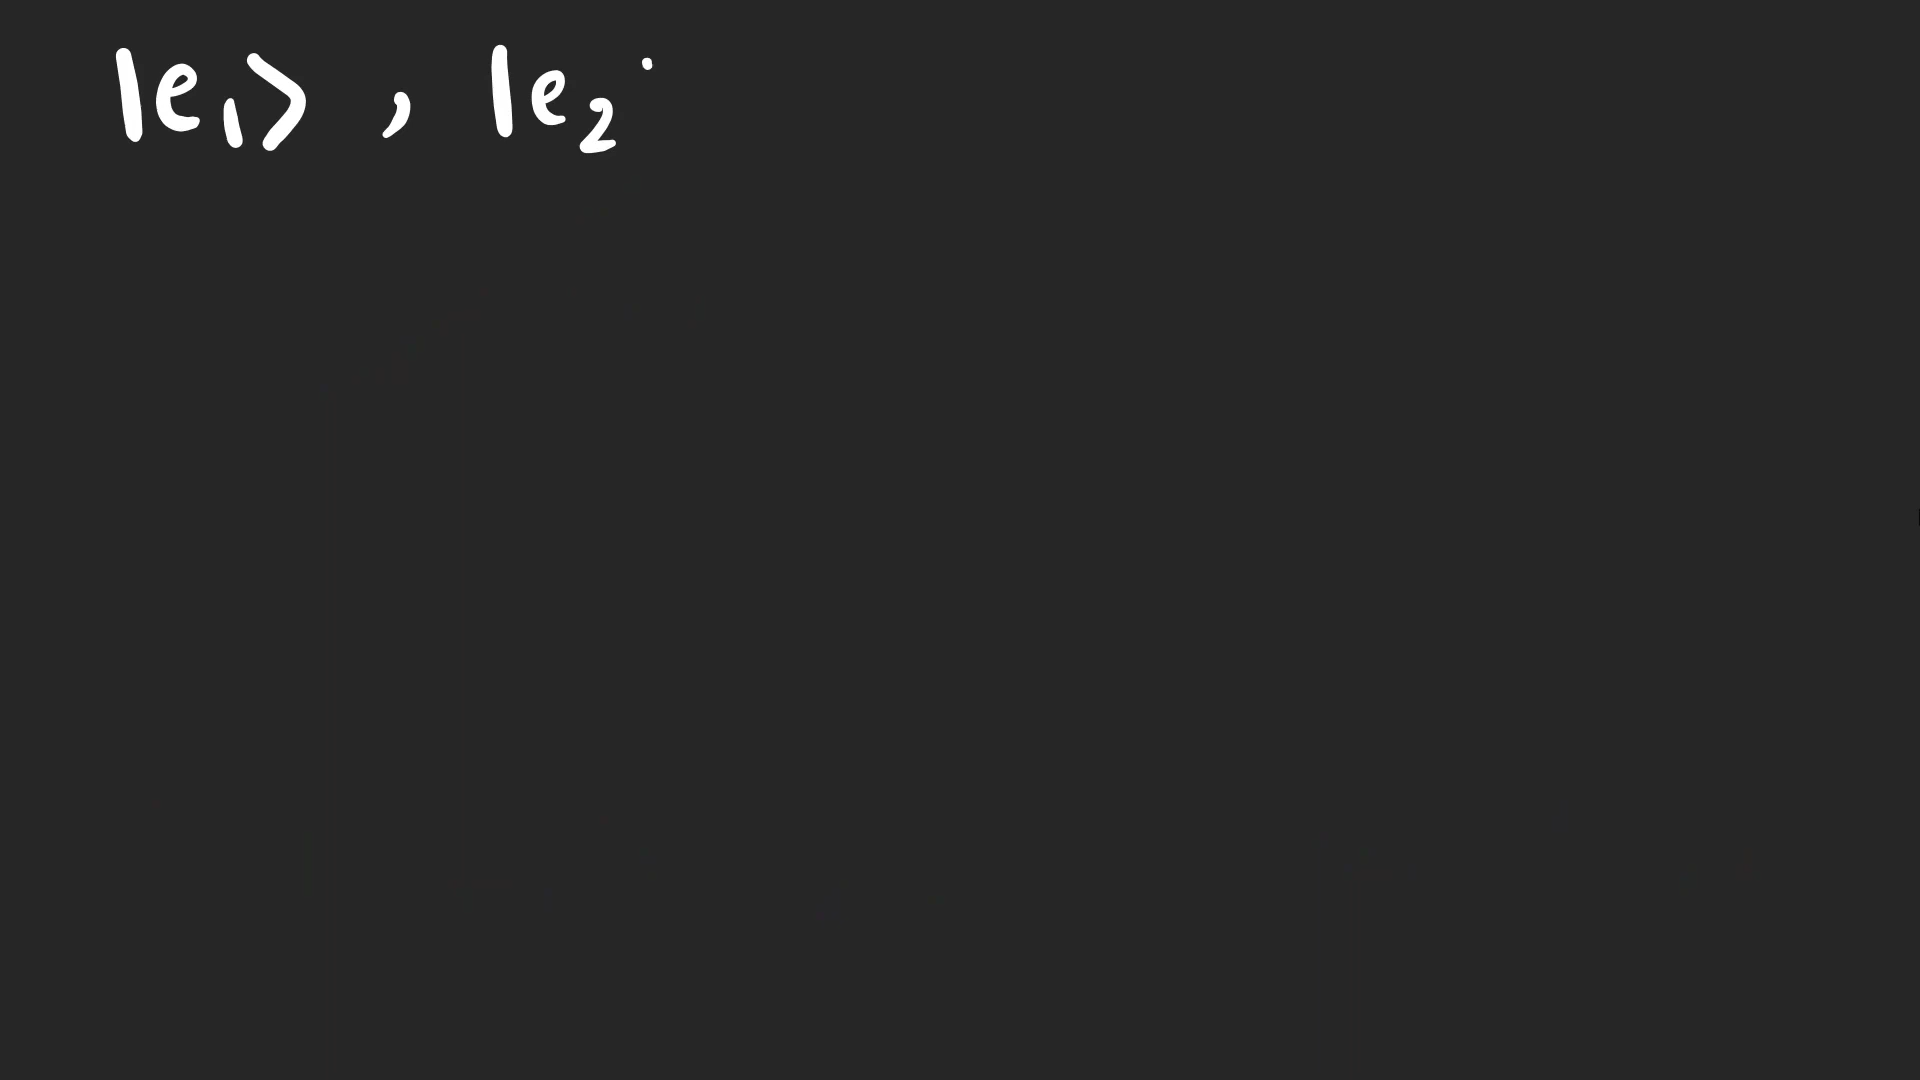 |e₁⟩ , |e₂